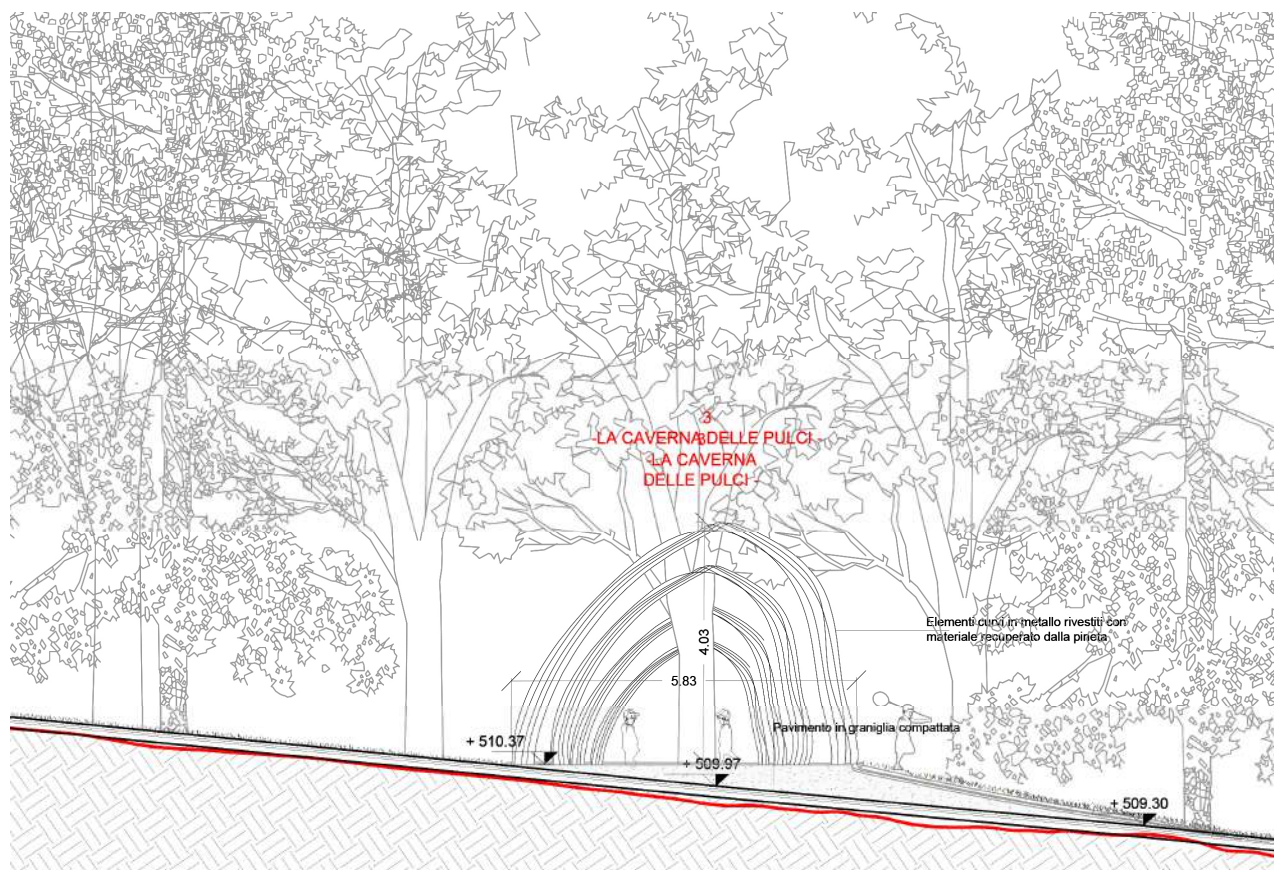 3
-LA CAVERNA DELLE PULCI -
3
-LA CAVERNA
DELLE PULCI -
Elementi curvi in metallo rivestiti con
materiale recuperato dalla pineta
4.03
5.83
Pavimento in graniglia compattata
+ 510.37
+ 509.97
+ 509.30